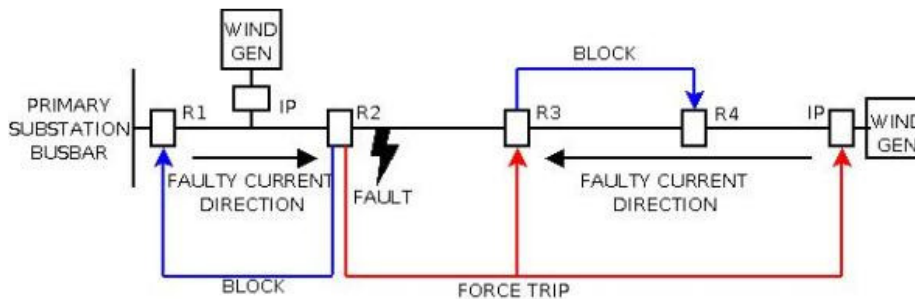 WIND
GEN
BLOCK
PRIMARY
SUBSTATION
BUSBAR
R1
IP
R2
R3
R4
IP
WIND
GEN
FAULTY CURRENT
DIRECTION
FAULT
FAULTY CURRENT
DIRECTION
BLOCK
FORCE TRIP